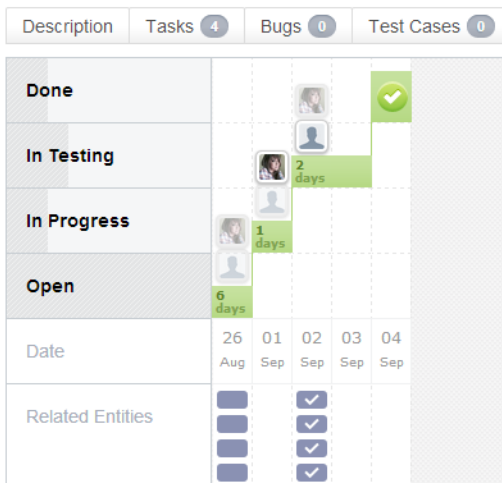 Description Tasks 4 Bugs 0 Test Cases 0
Done
In Testing
2
days
In Progress
1
days
Open
6
days
Date 26 01 02 03 04
Aug Sep Sep Sep Sep
Related Entities